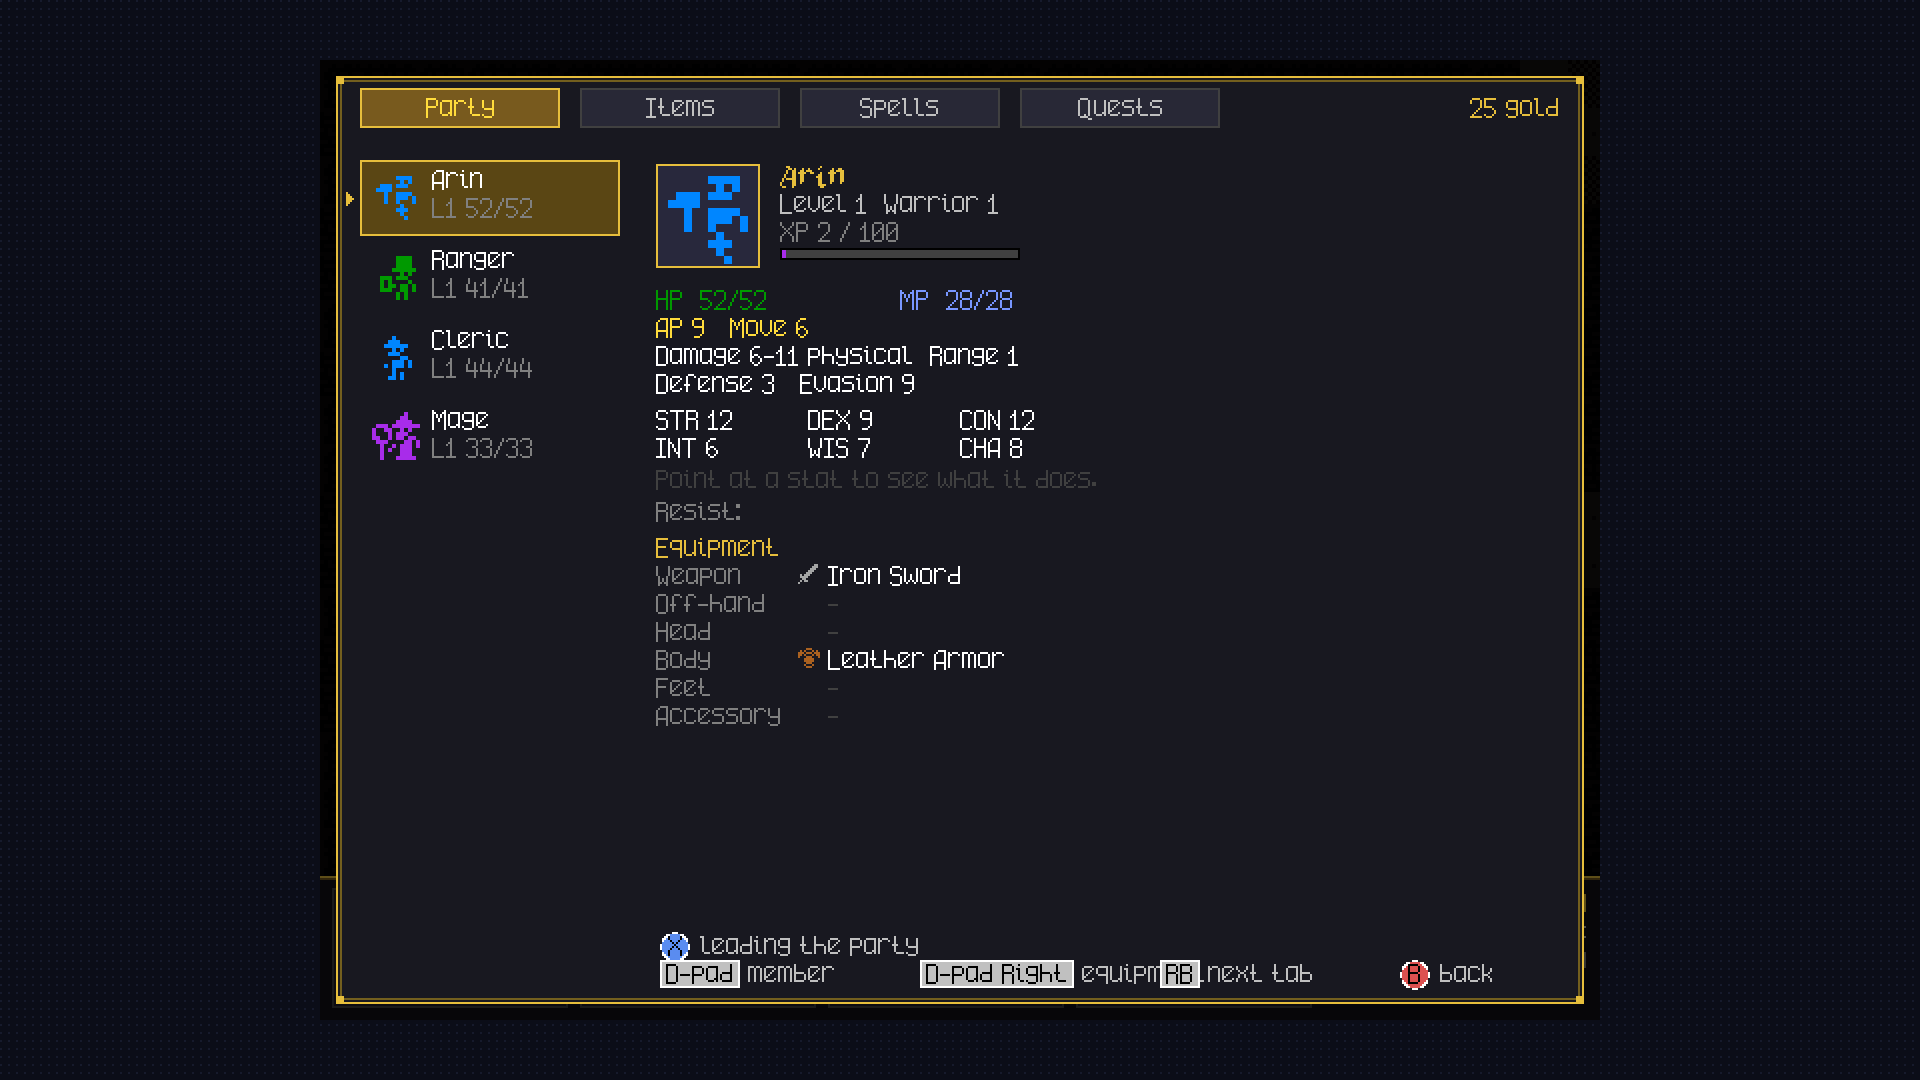 Party Items Spells Quests 25 gold
Arin
L1 52/52
Ranger
L1 41/41
Cleric
L1 44/44
Mage
L1 33/33
Arin
Level 1 Warrior 1
XP 2 / 100
HP 52/52 MP 28/28
AP 9 Move 6
Damage 6-11 physical Range 1
Defense 3 Evasion 9
STR 12 DEX 9 CON 12
INT 6 WIS 7 CHA 8
Point at a stat to see what it does.
Resist:
Equipment
Weapon Iron Sword
Off-hand -
Head -
Body Leather Armor
Feet -
Accessory -
X leading the party
D-pad member D-pad Right equipm RB next tab B back